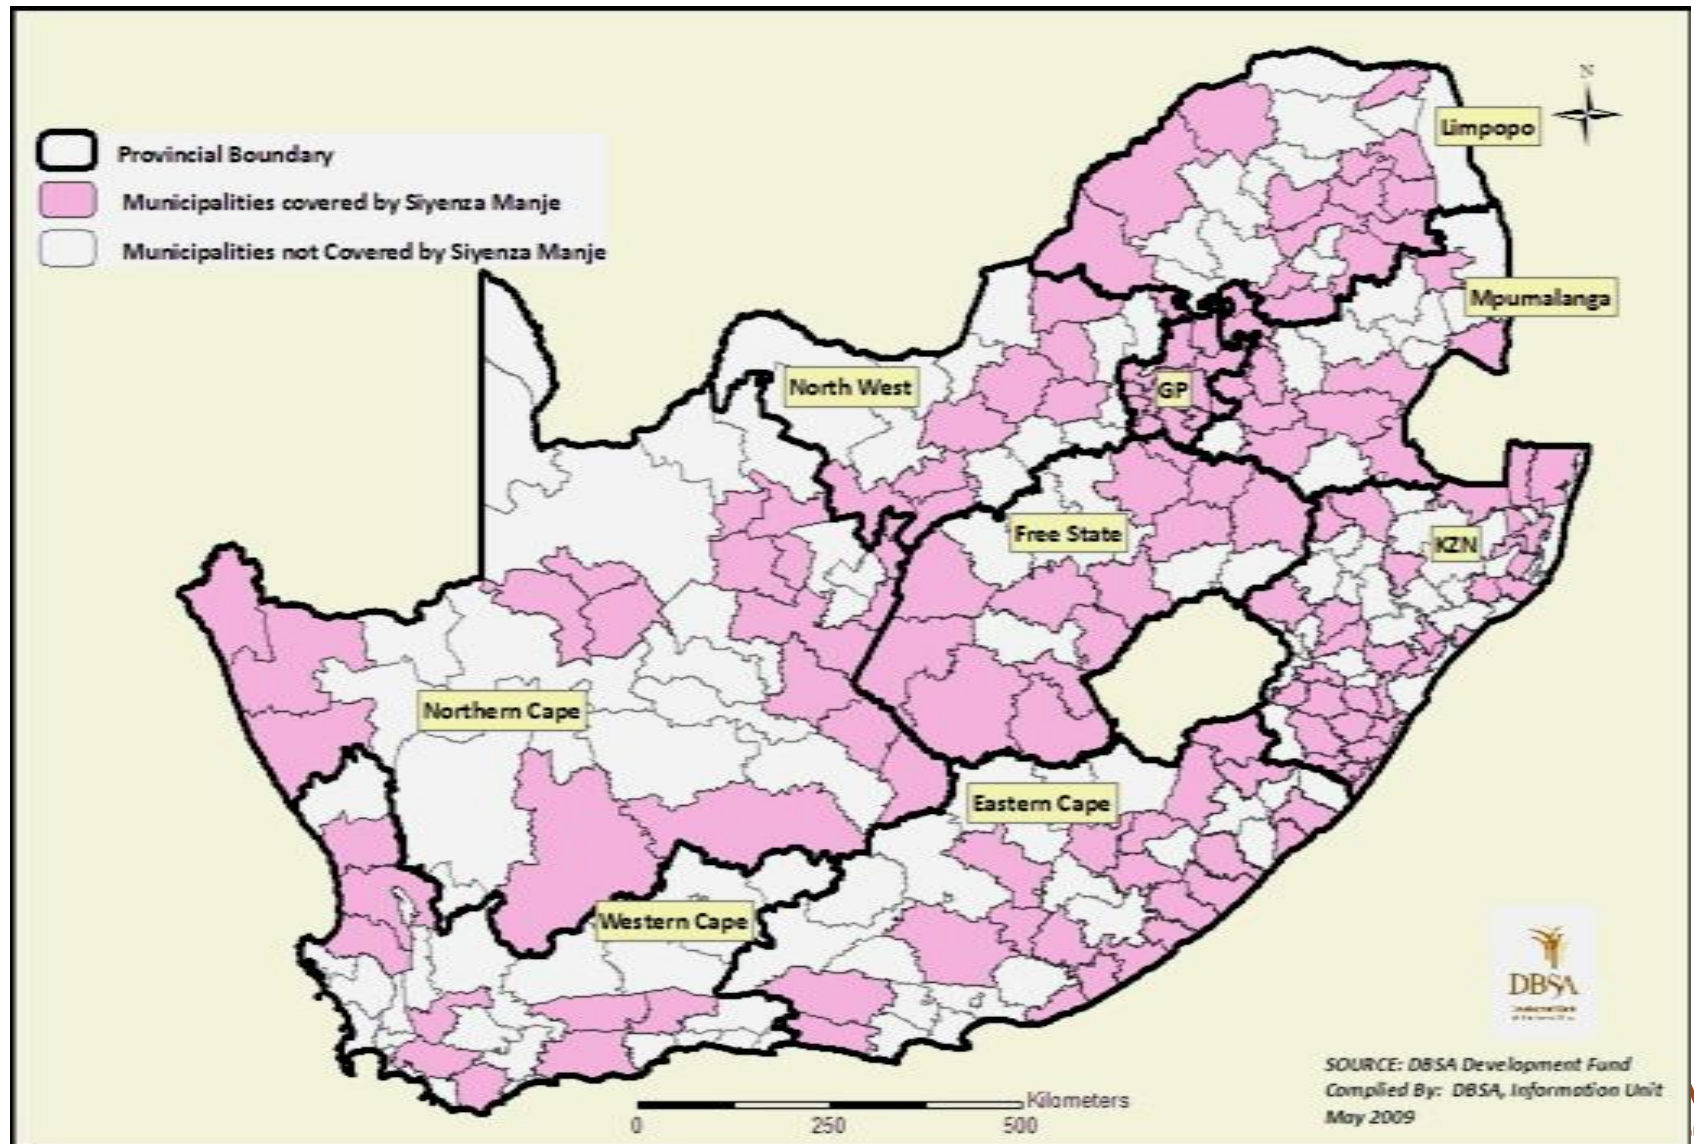 N
Limpopo
Provincial Boundary
Municipalities covered by Siyenza Manje
Municipalities not Covered by Siyenza Manje
Mpumalanga
North West
GP
Free State
KZN
Northern Cape
Eastern Cape
Western Cape
DBSA
SOURCE: DBSA Development Fund
Complied By: DBSA, Information Unit
May 2009
Kilometers
0 250 500